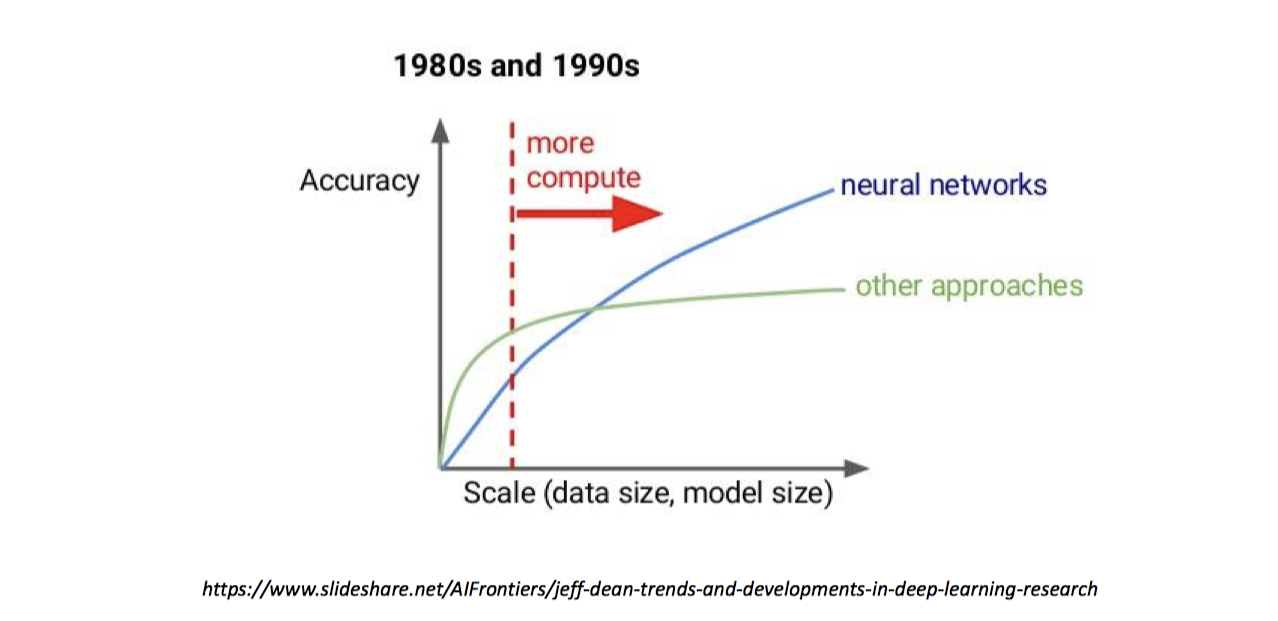 1980s and 1990s
more
compute
Accuracy
neural networks
other approaches
Scale (data size, model size)
https://www.slideshare.net/AIFrontiers/jeff-dean-trends-and-developments-in-deep-learning-research